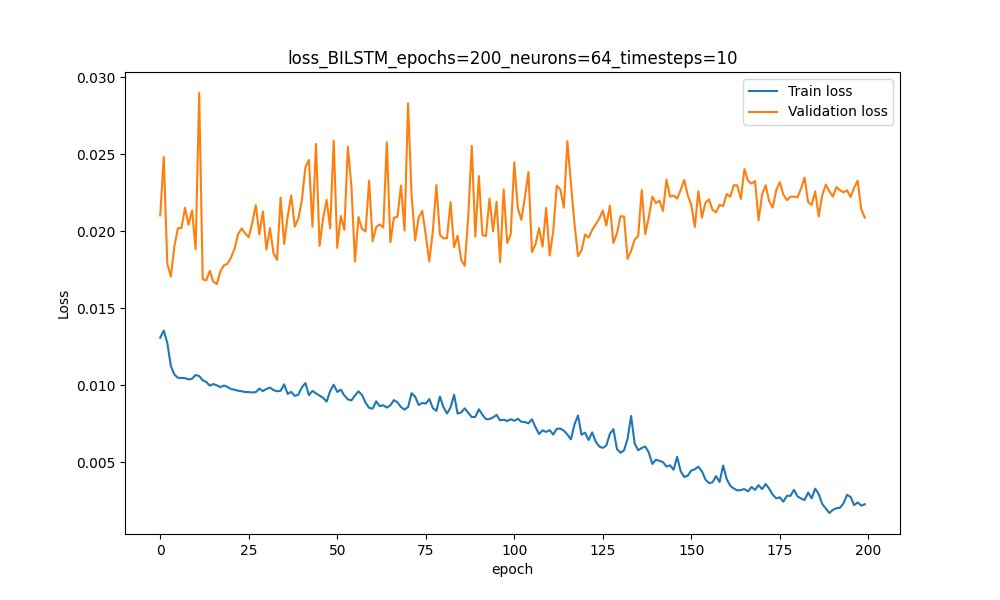 loss_BILSTM_epochs=200_neurons=64_timesteps=10
Train loss
Validation loss
0.030
0.025
0.020
0.015
0.010
0.005
Loss
0 25 50 75 100 125 150 175 200
epoch